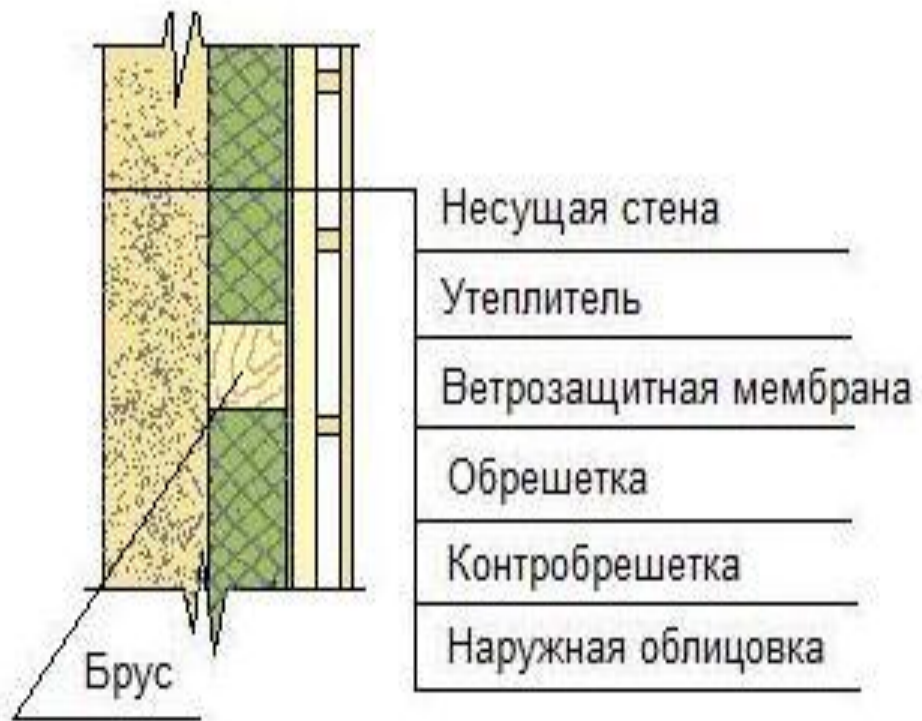 Несущая стена
Утеплитель
Ветрозащитная мембрана
Обрешетка
Контробрешетка
Наружная облицовка
Брус